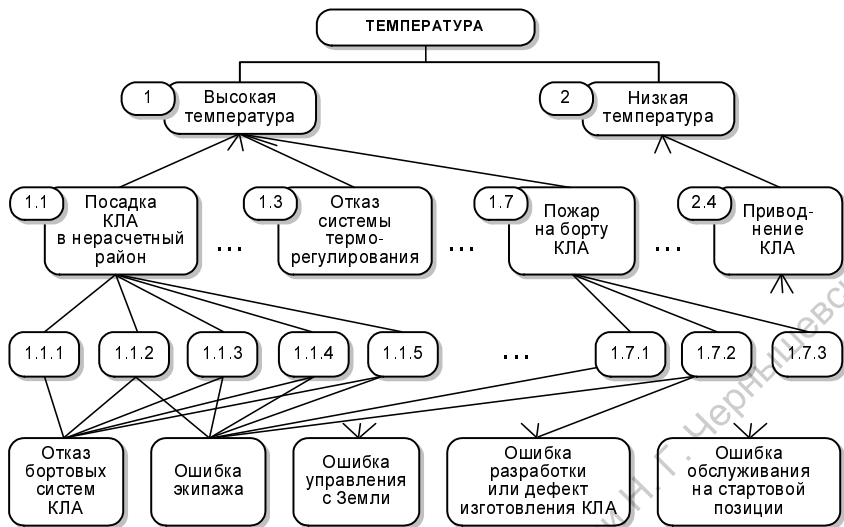 ТЕМПЕРАТУРА
1
Высокая
температура
2
Низкая
температура
1.1
Посадка
КЛА
в нерасчетный
район
...
1.3
Отказ
системы
термо-
регулирования
...
1.7
Пожар
на борту
КЛА
...
2.4
Привод-
нение
КЛА
1.1.1
1.1.2
1.1.3
1.1.4
1.1.5
...
1.7.1
1.7.2
1.7.3
Отказ
бортовых
систем
КЛА
Ошибка
экипажа
Ошибка
управления
с Земли
Ошибка
разработки
или дефект
изготовления КЛА
Ошибка
обслуживания
на стартовой
позиции
Н. Г. Чернышевс